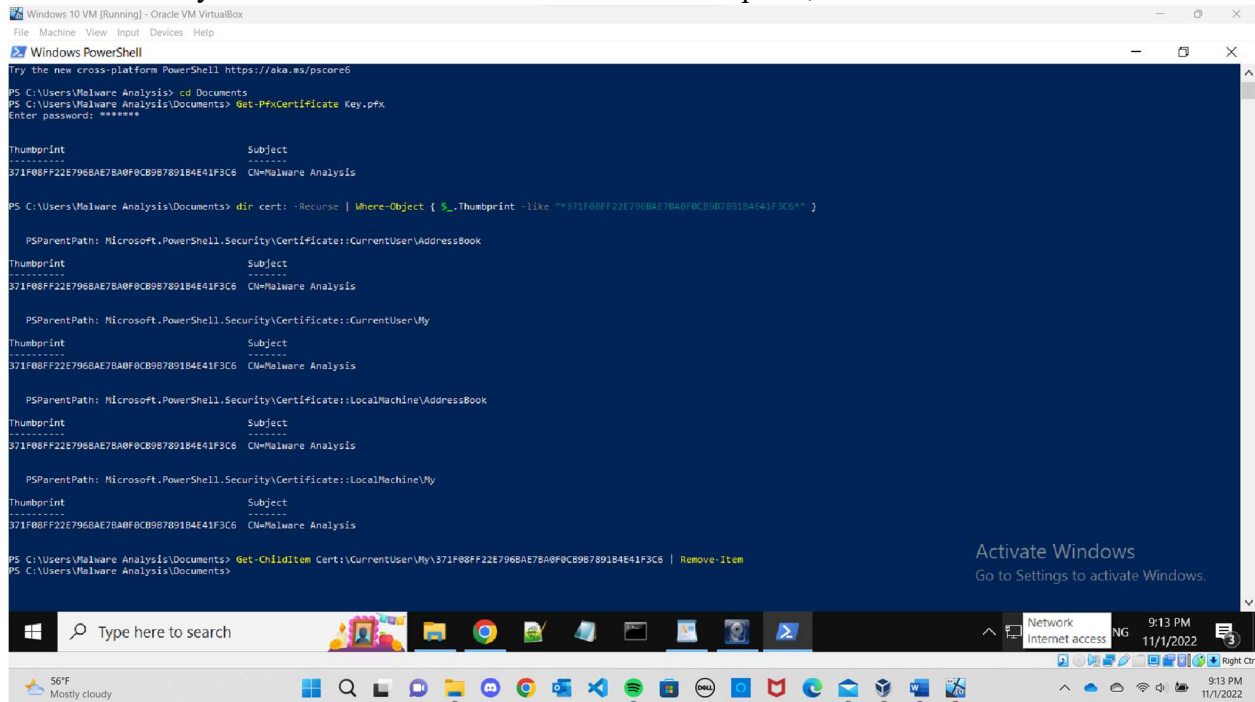 Windows 10 VM [Running] - Oracle VM VirtualBox
File Machine View Input Devices Help
Windows PowerShell
Try the new cross-platform PowerShell https://aka.ms/pscore6
PS C:\Users\Malware Analysis> cd Documents
PS C:\Users\Malware Analysis\Documents> Get-PfxCertificate Key.pfx
Enter password: *******
Thumbprint Subject
---------- -------
371F08FF22E796BAE7BA0F0CB9B7891B4E41F3C6 CN=Malware Analysis
PS C:\Users\Malware Analysis\Documents> dir cert: -Recurse | Where-Object { $_.Thumbprint -like "*371F08FF22E796BAE7BA0F0CB9B7891B4E41F3C6*" }
PSParentPath: Microsoft.PowerShell.Security\Certificate::CurrentUser\AddressBook
Thumbprint Subject
---------- -------
371F08FF22E796BAE7BA0F0CB9B7891B4E41F3C6 CN=Malware Analysis
PSParentPath: Microsoft.PowerShell.Security\Certificate::CurrentUser\My
Thumbprint Subject
---------- -------
371F08FF22E796BAE7BA0F0CB9B7891B4E41F3C6 CN=Malware Analysis
PSParentPath: Microsoft.PowerShell.Security\Certificate::LocalMachine\AddressBook
Thumbprint Subject
---------- -------
371F08FF22E796BAE7BA0F0CB9B7891B4E41F3C6 CN=Malware Analysis
PSParentPath: Microsoft.PowerShell.Security\Certificate::LocalMachine\My
Thumbprint Subject
---------- -------
371F08FF22E796BAE7BA0F0CB9B7891B4E41F3C6 CN=Malware Analysis
PS C:\Users\Malware Analysis\Documents> Get-ChildItem Cert:\CurrentUser\My\371F08FF22E796BAE7BA0F0CB9B7891B4E41F3C6 | Remove-Item
PS C:\Users\Malware Analysis\Documents>
Activate Windows
Go to Settings to activate Windows.
Type here to search
Network
Internet access
NG
9:13 PM
11/1/2022
3
Right Ctr
56°F
Mostly cloudy
DELL
9:13 PM
11/1/2022